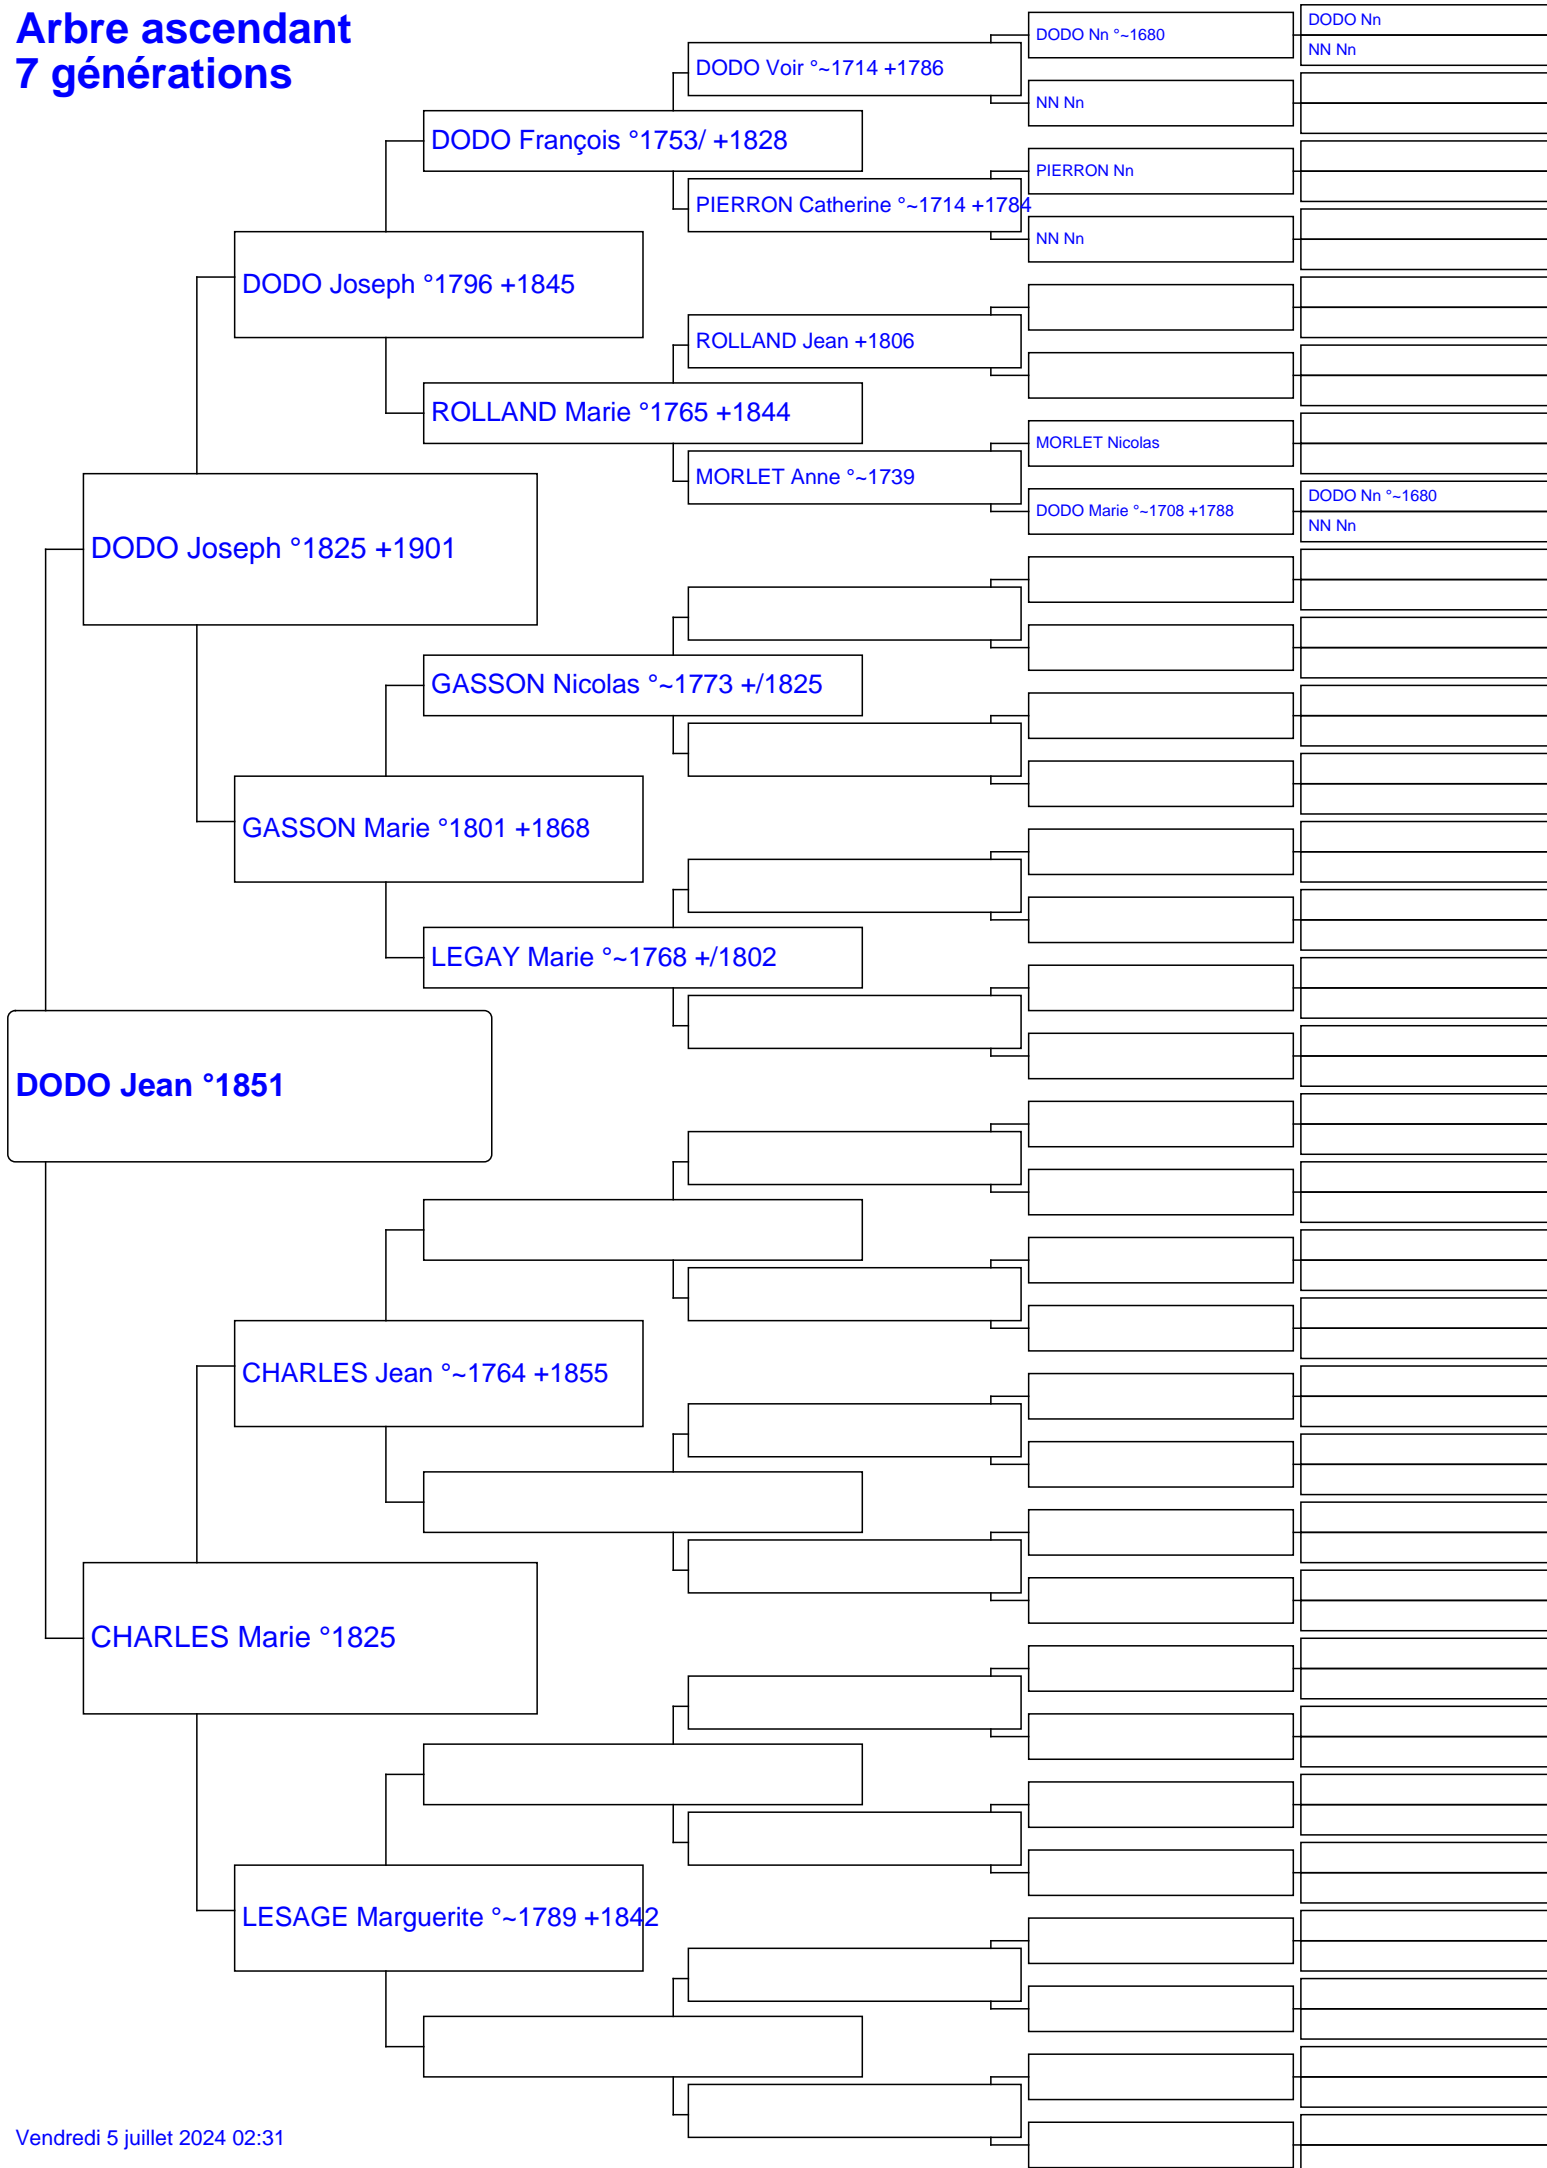 Arbre ascendant
7 générations
DODO Nn °~1680
DODO Nn
NN Nn
DODO Voir °~1714 +1786
NN Nn
DODO François °1753/ +1828
PIERRON Nn
PIERRON Catherine °~1714 +1784
NN Nn
DODO Joseph °1796 +1845
ROLLAND Jean +1806
ROLLAND Marie °1765 +1844
MORLET Nicolas
MORLET Anne °~1739
DODO Marie °~1708 +1788
DODO Nn °~1680
NN Nn
DODO Joseph °1825 +1901
GASSON Nicolas °~1773 +/1825
GASSON Marie °1801 +1868
LEGAY Marie °~1768 +/1802
DODO Jean °1851
CHARLES Jean °~1764 +1855
CHARLES Marie °1825
LESAGE Marguerite °~1789 +1842
Vendredi 5 juillet 2024 02:31